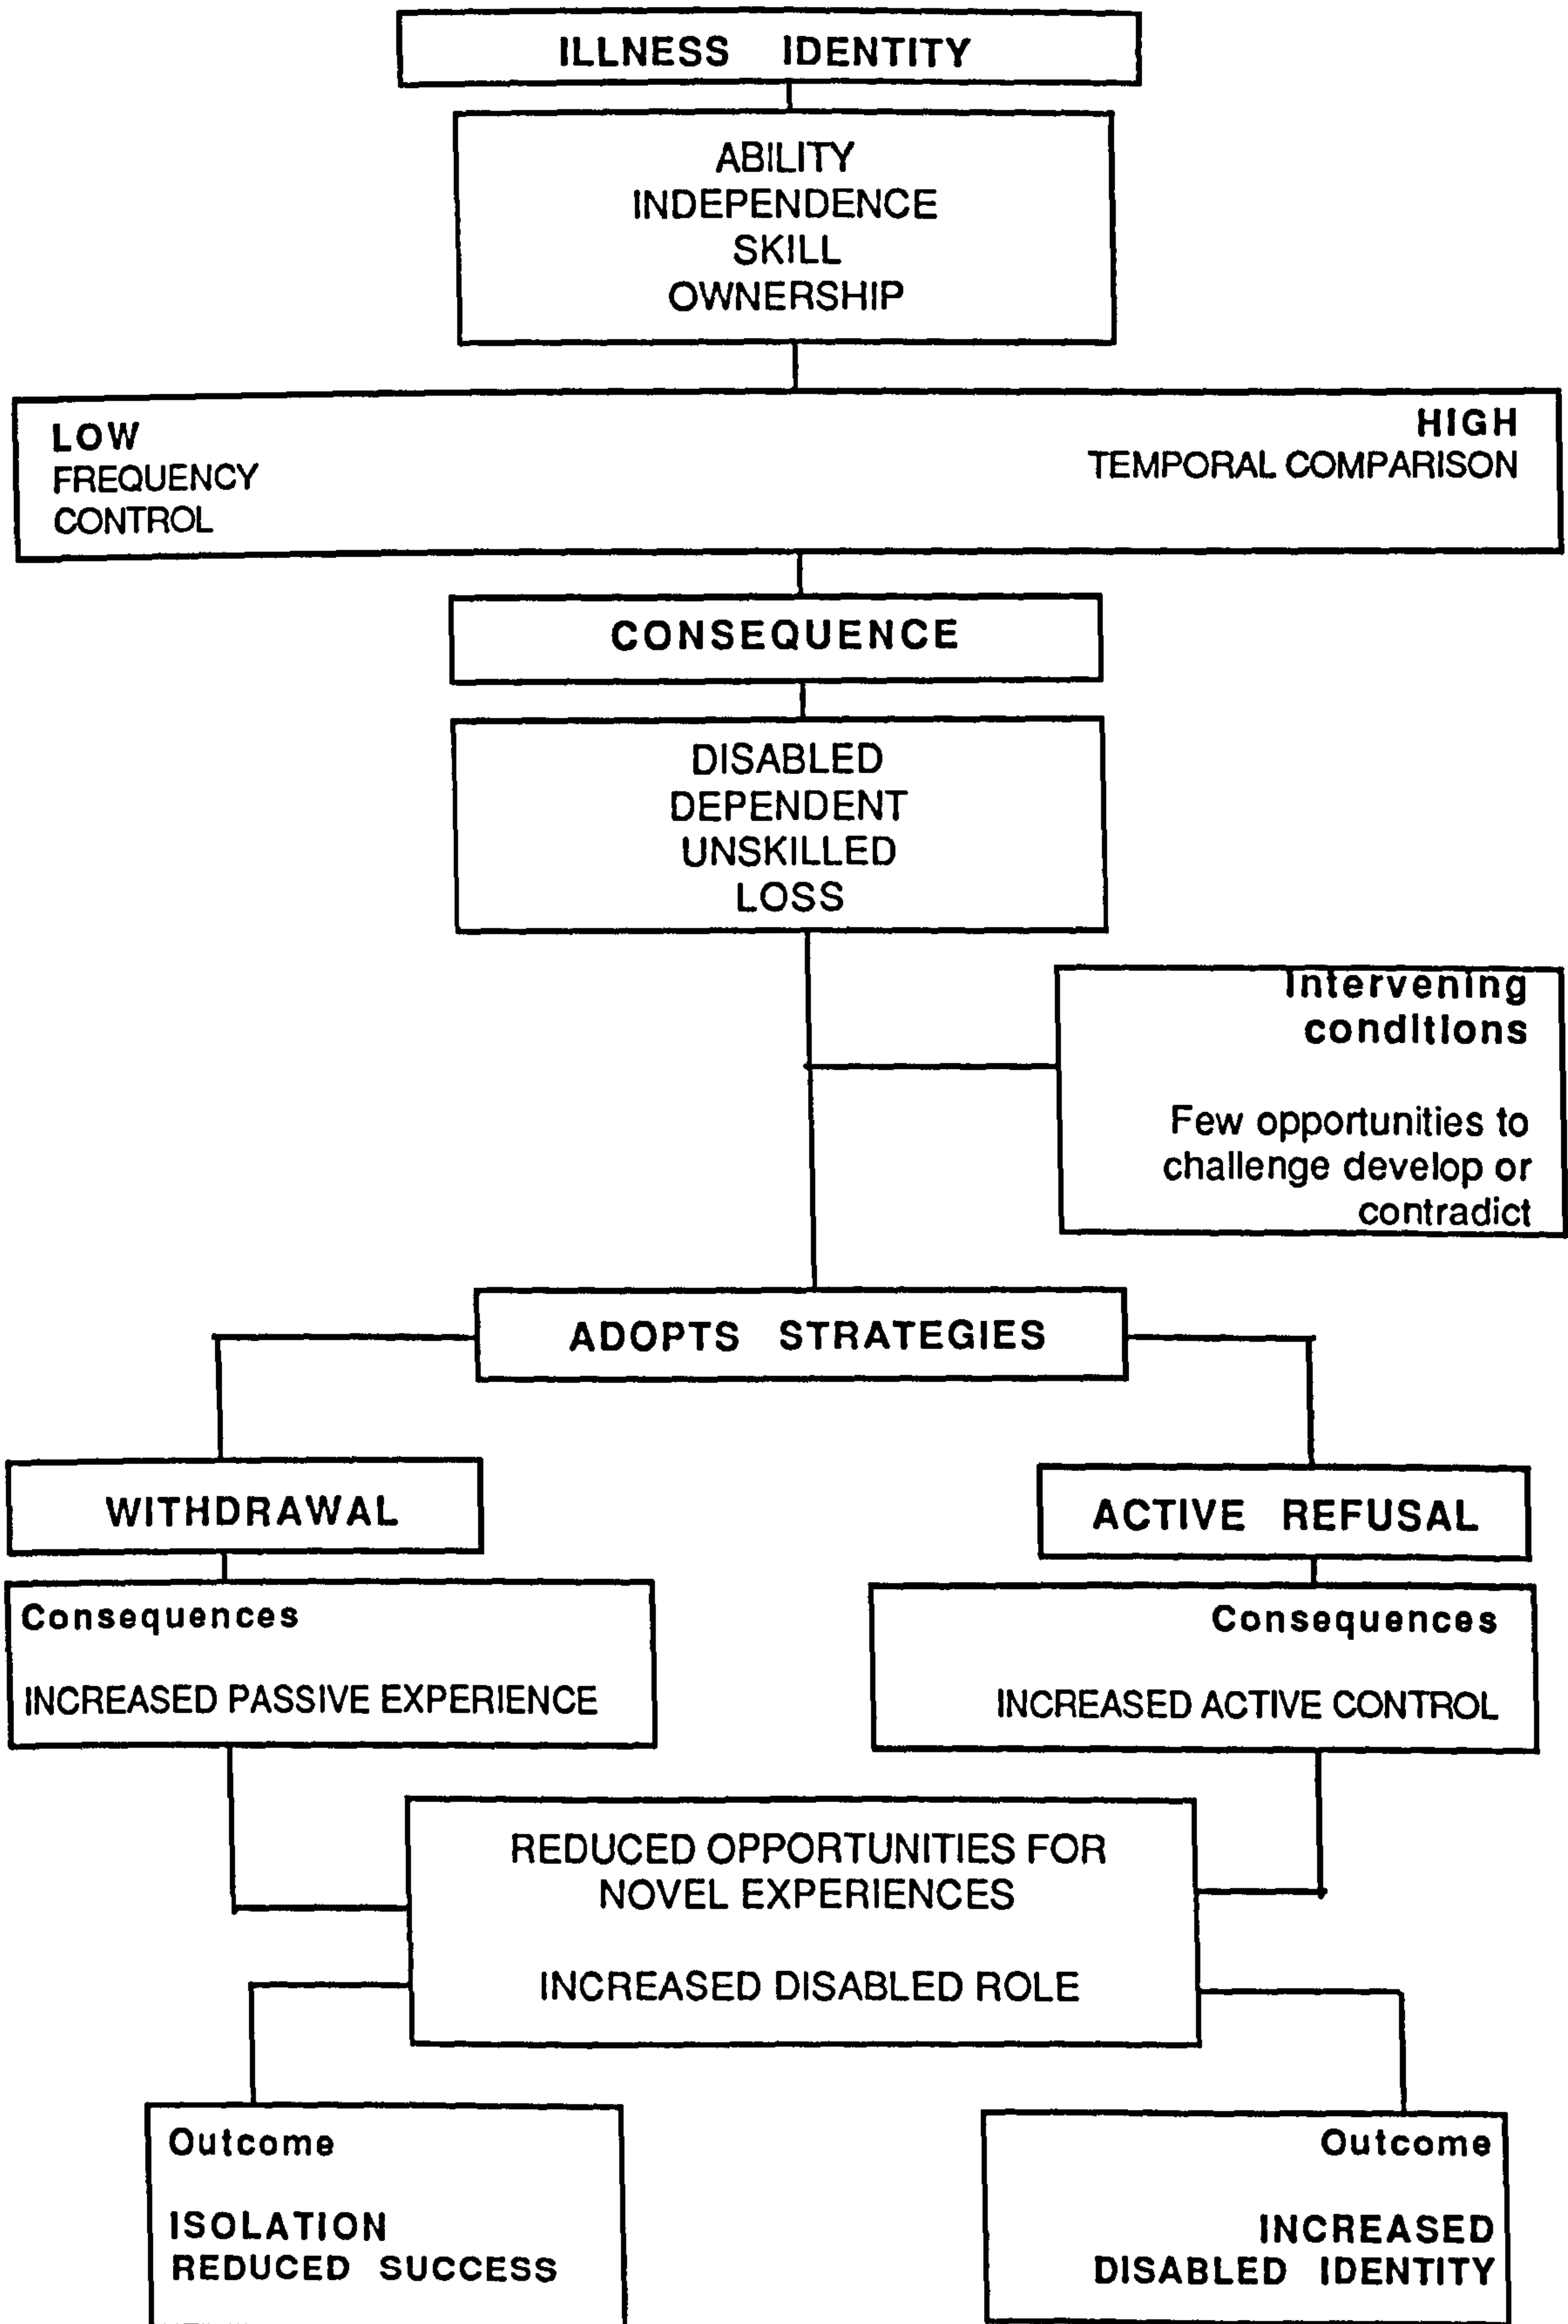 ILLNESS IDENTITY
ABILITY
INDEPENDENCE
SKILL
OWNERSHIP
LOW
FREQUENCY
CONTROL
HIGH
TEMPORAL COMPARISON
CONSEQUENCE
DISABLED
DEPENDENT
UNSKILLED
LOSS
Intervening
conditions
Few opportunities to
challenge develop or
contradict
ADOPTS STRATEGIES
WITHDRAWAL
ACTIVE REFUSAL
Consequences
INCREASED PASSIVE EXPERIENCE
Consequences
INCREASED ACTIVE CONTROL
REDUCED OPPORTUNITIES FOR
NOVEL EXPERIENCES
INCREASED DISABLED ROLE
Outcome
ISOLATION
REDUCED SUCCESS
Outcome
INCREASED
DISABLED IDENTITY